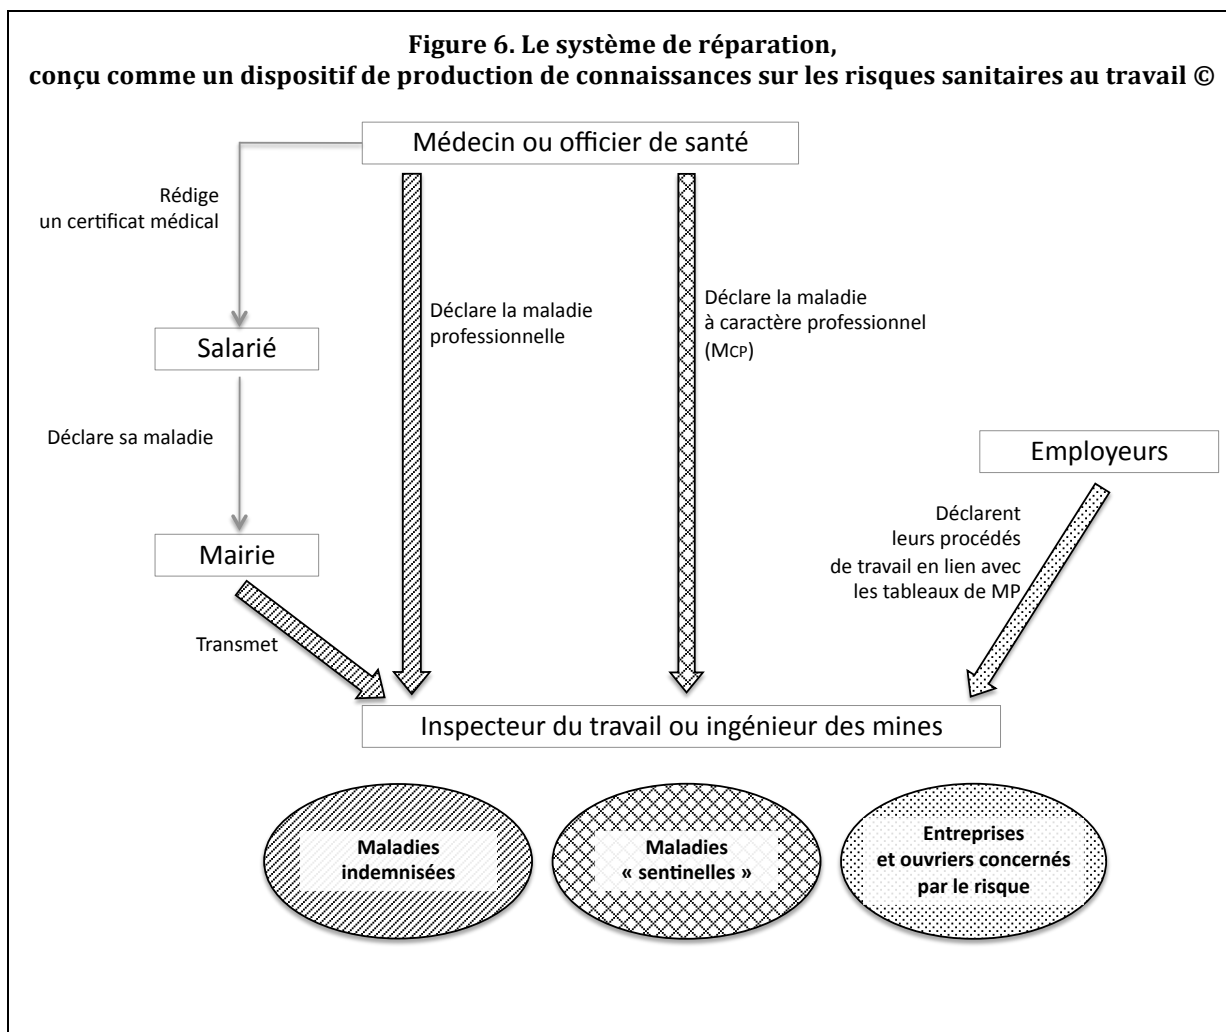 Figure 6. Le système de réparation,
conçu comme un dispositif de production de connaissances sur les risques sanitaires au travail ©
Médecin ou officier de santé
Rédige
un certificat médical
Déclare la maladie
professionnelle
Déclare la maladie
à caractère professionnel
(MCP)
Salarié
Déclare sa maladie
Employeurs
Déclarent
leurs procédés
de travail en lien avec
les tableaux de MP
Mairie
Transmet
Inspecteur du travail ou ingénieur des mines
Maladies
indemnisées
Maladies
« sentinelles »
Entreprises
et ouvriers concernés
par le risque